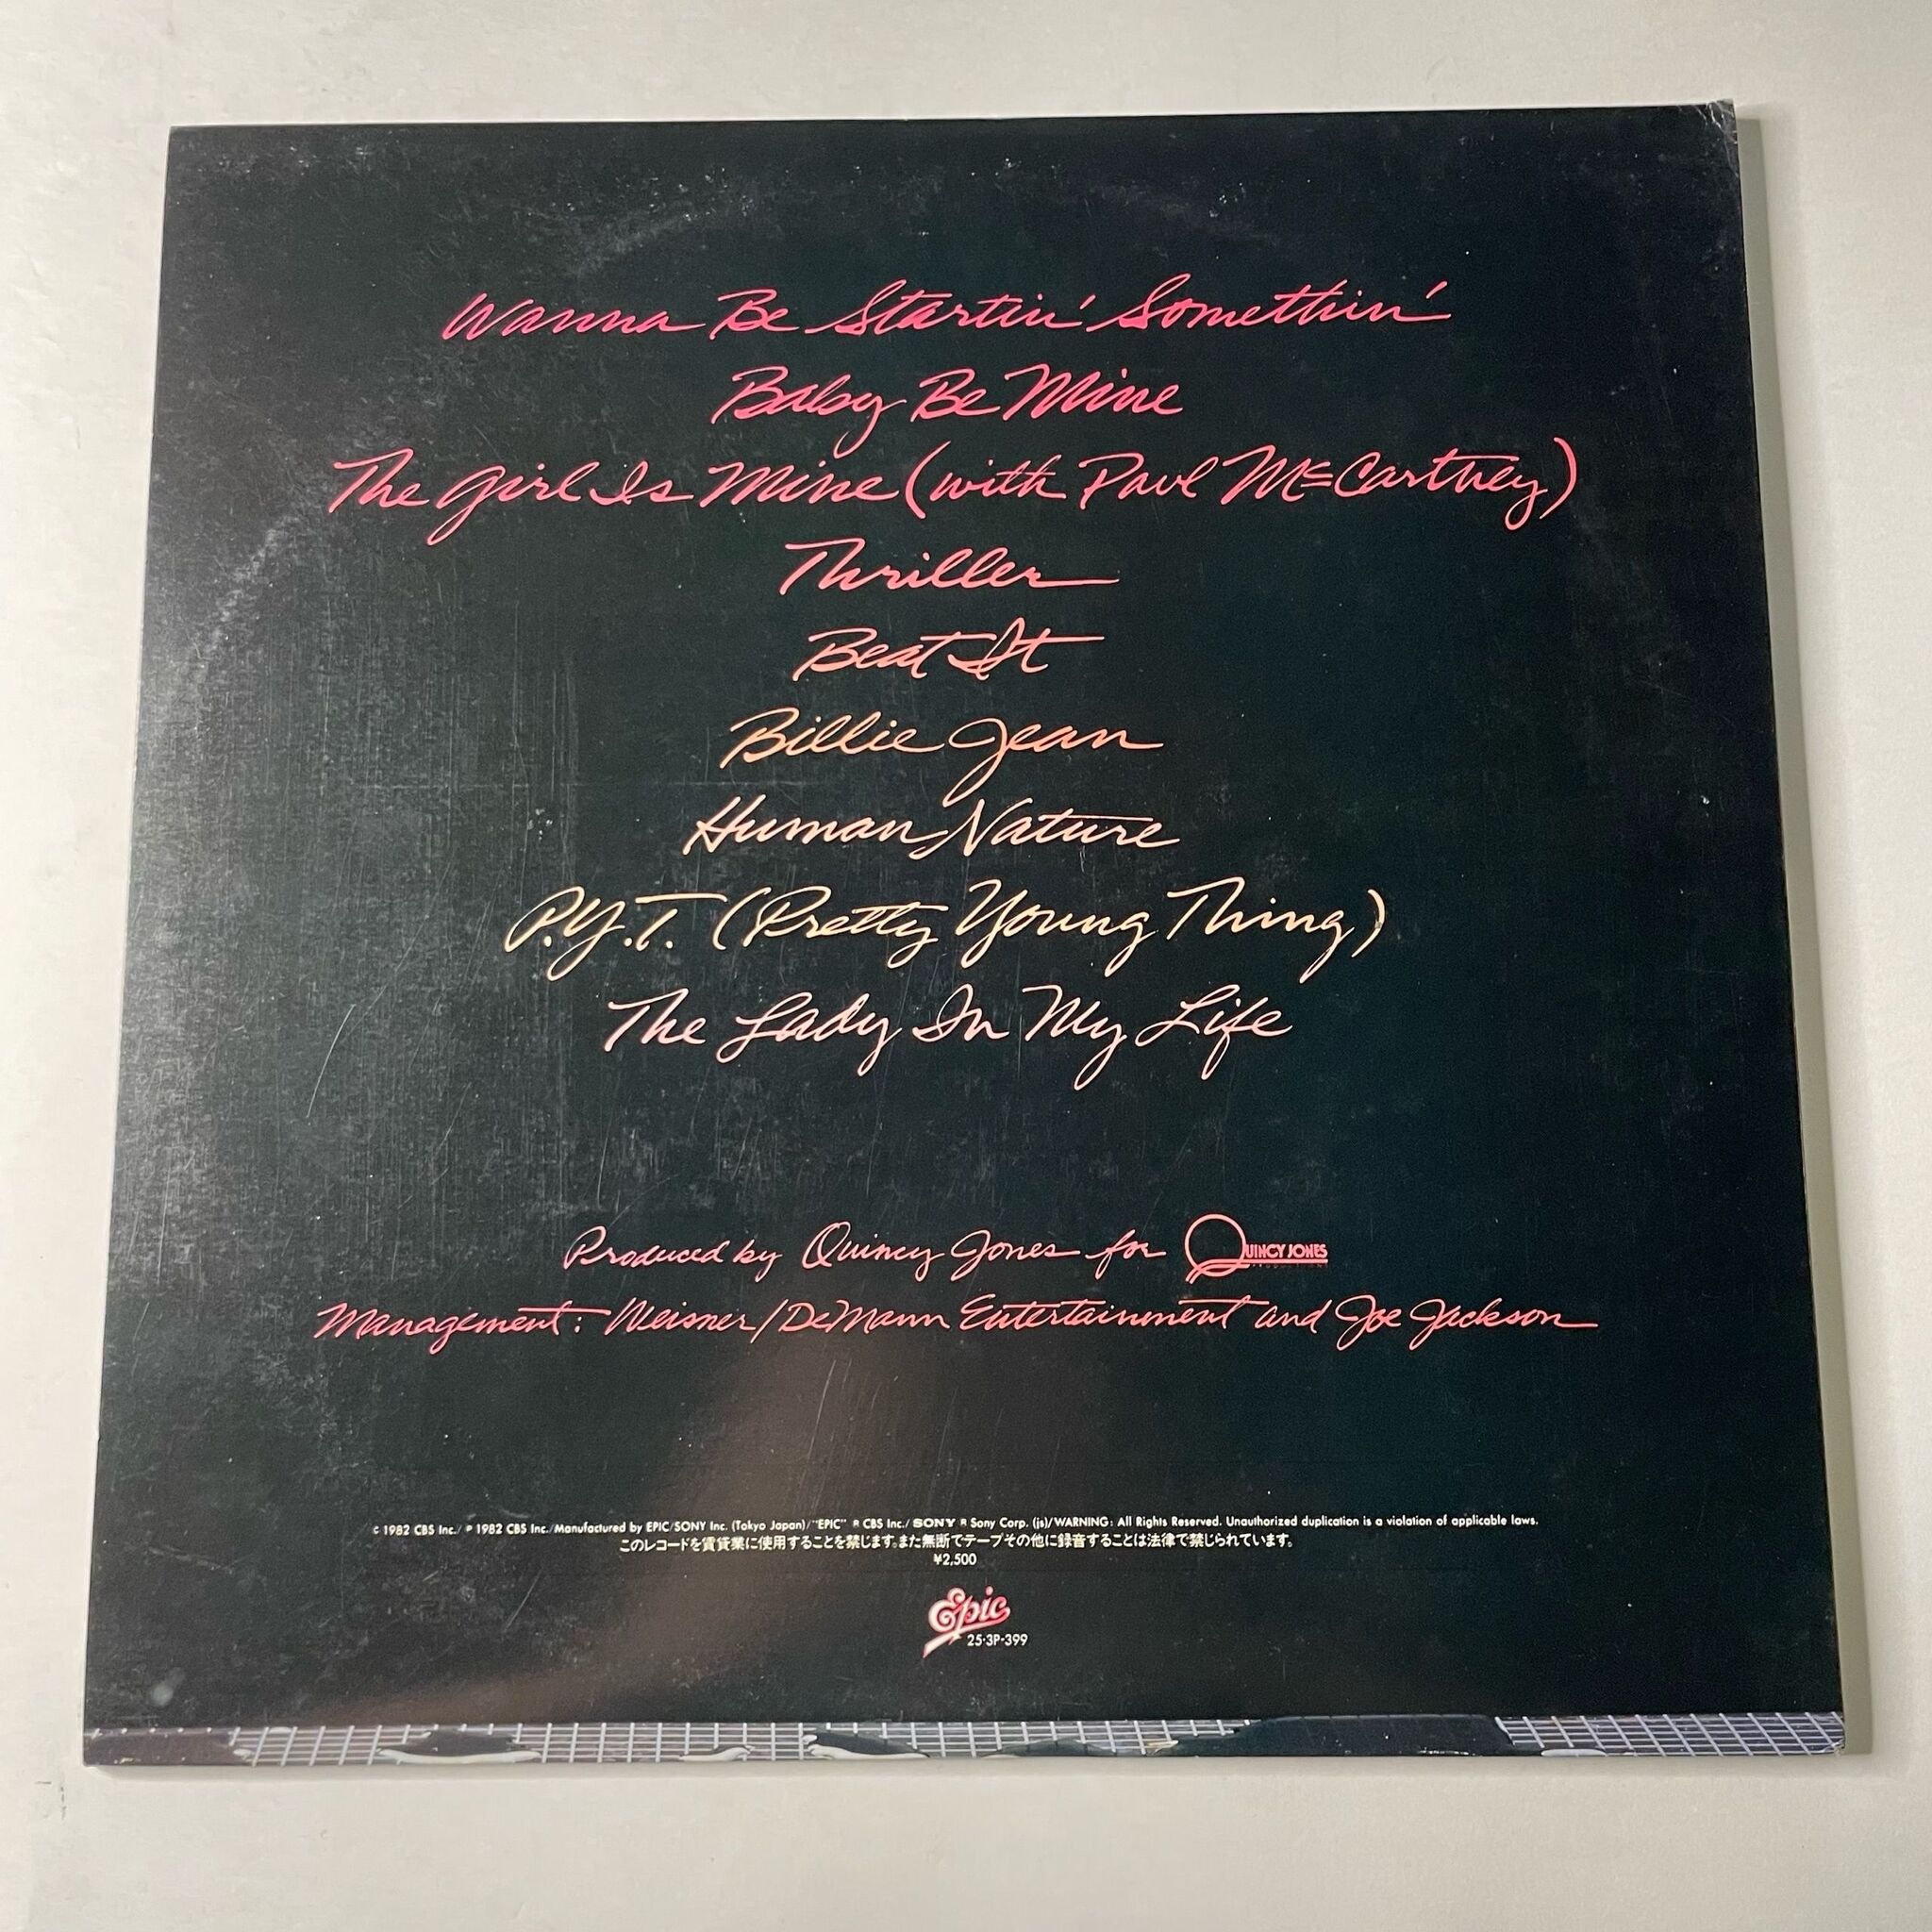 Wanna Be Startin' Somethin'
Baby Be Mine
The Girl Is Mine (with Paul McCartney)
Thriller
Beat It
Billie Jean
Human Nature
P.Y.T. (Pretty Young Thing)
The Lady In My Life
Produced by Quincy Jones for QUINCY JONES
PRODUCTIONS
Management: Weisner/DeMann Entertainment and Joe Jackson
© 1982 CBS Inc./ ℗ 1982 CBS Inc./Manufactured by EPIC/SONY Inc. (Tokyo Japan)/"EPIC" ® CBS Inc./ SONY ® Sony Corp. (js)/WARNING: All Rights Reserved. Unauthorized duplication is a violation of applicable laws.
このレコードを賃貸業に使用することを禁じます。また無断でテープその他に録音することは法律で禁じられています。
¥2,500
Epic
25·3P-399